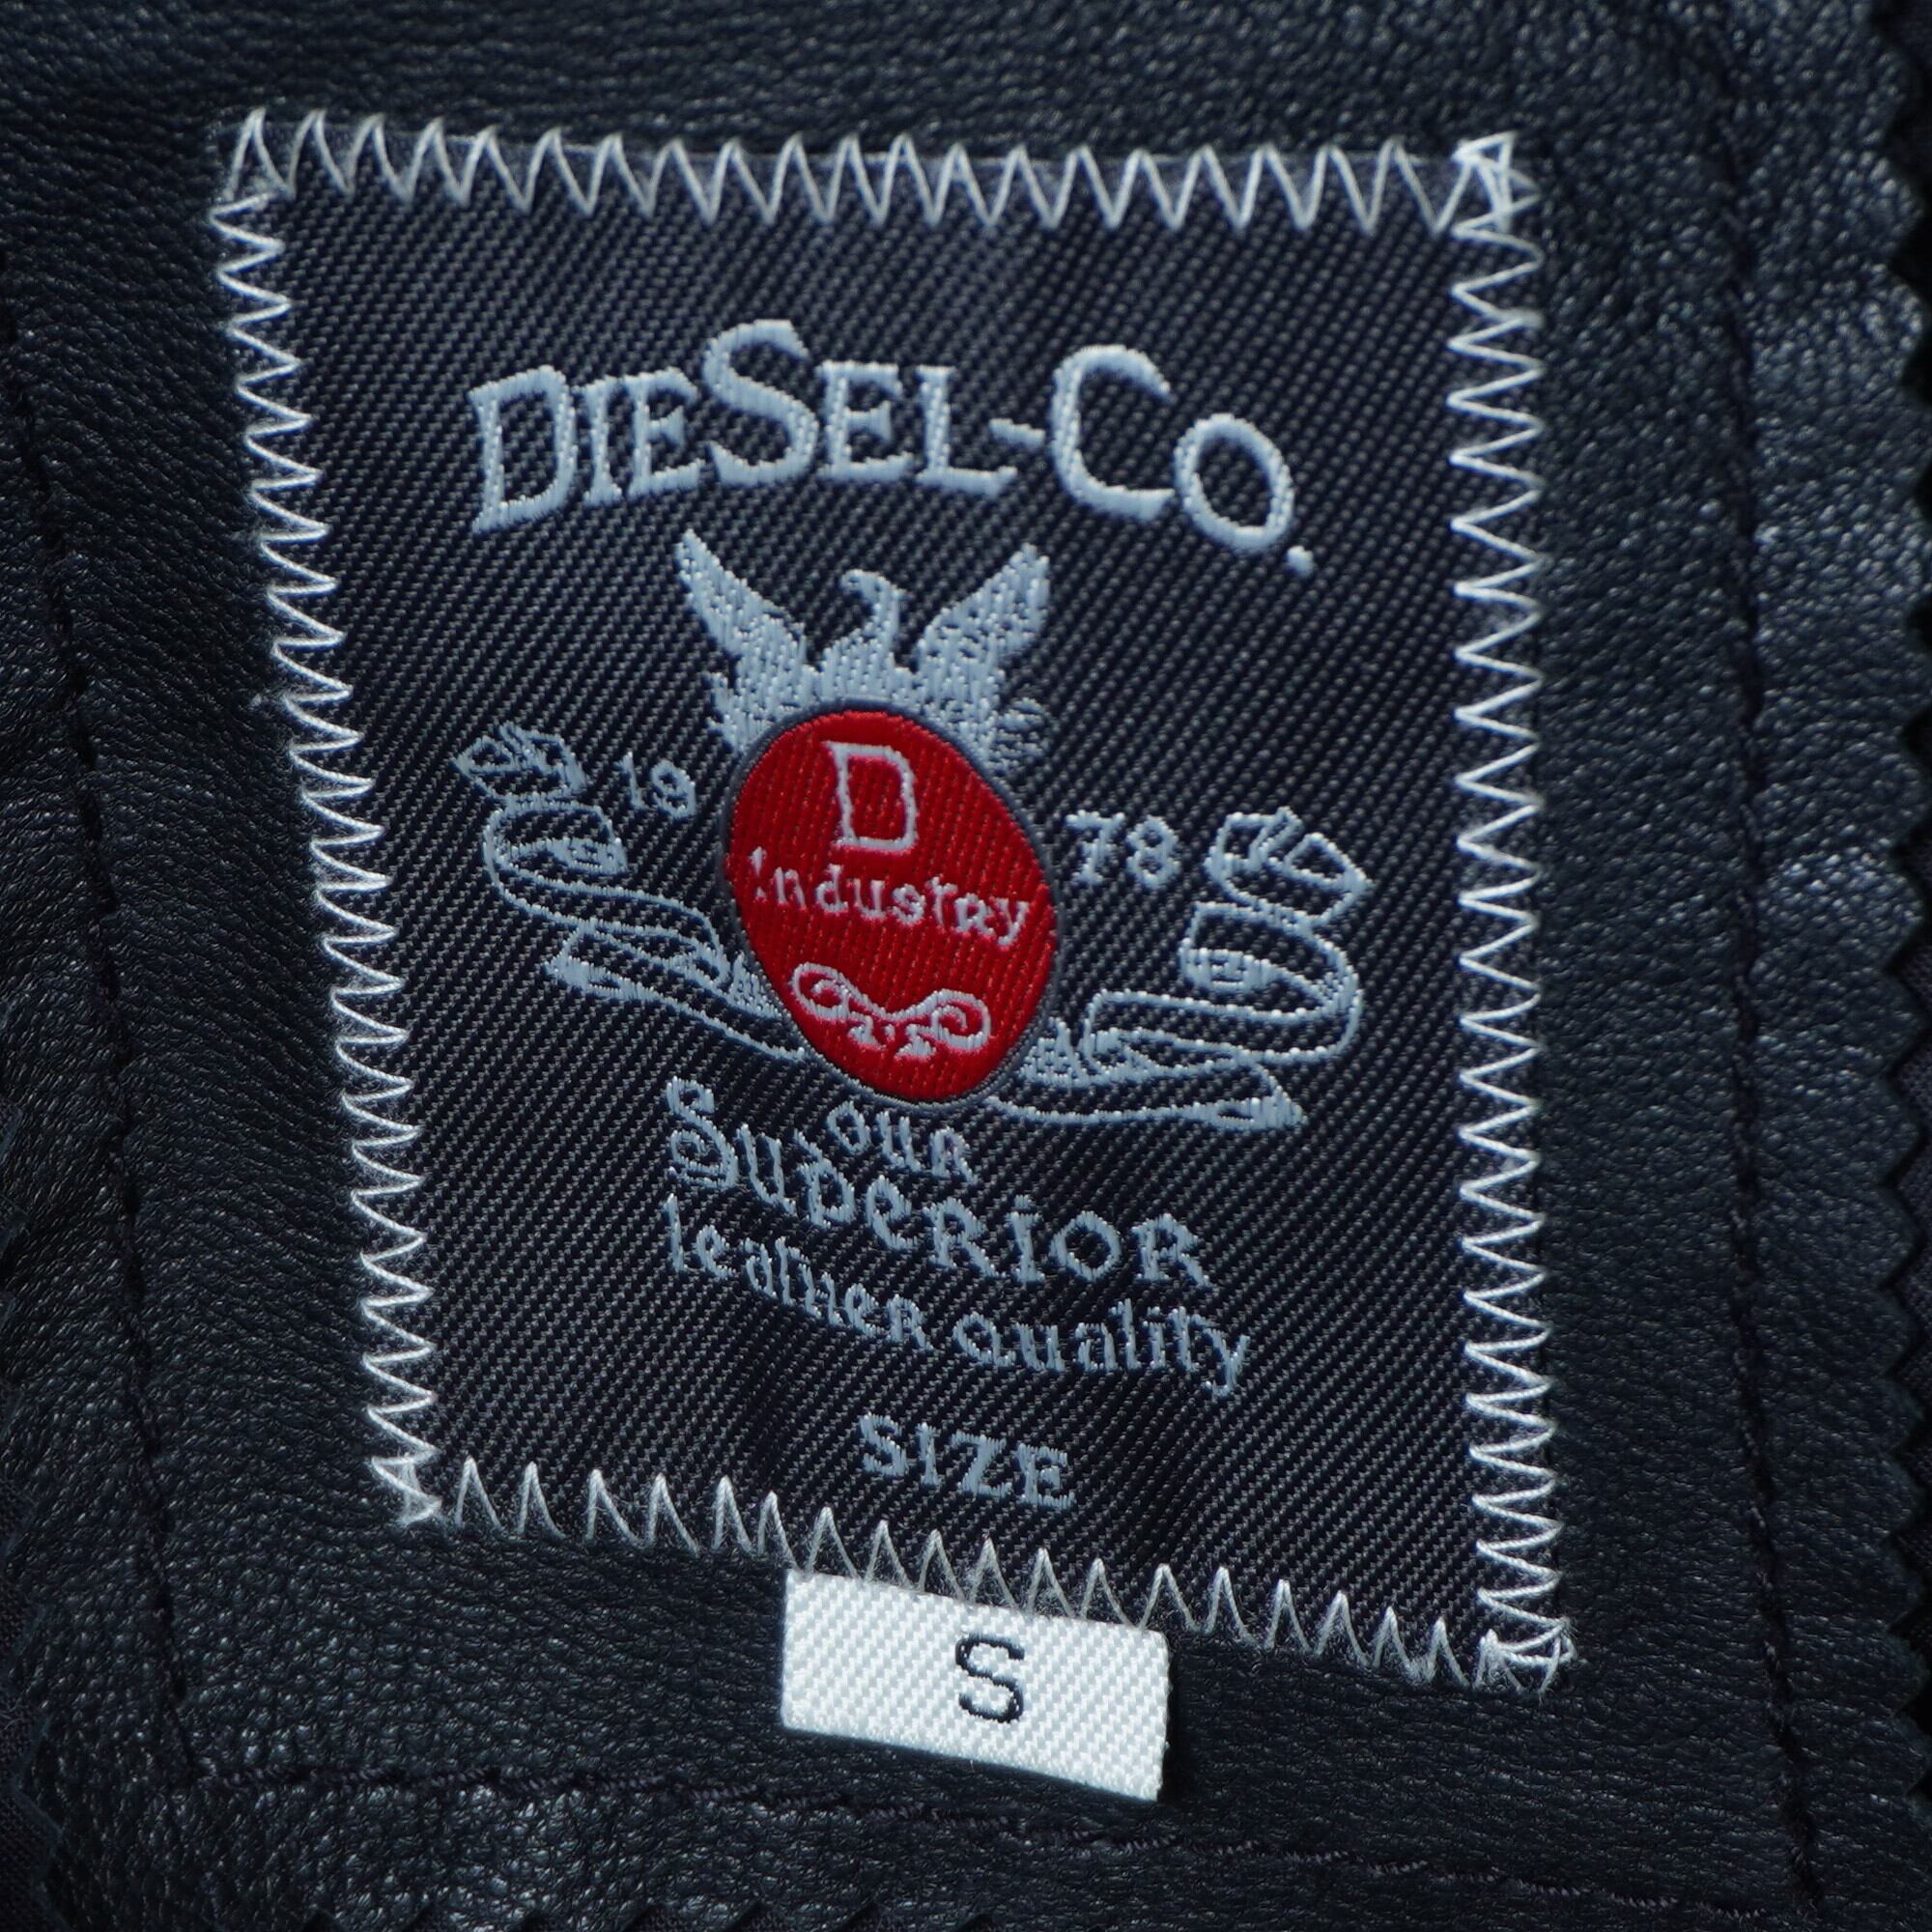 DIESEL-CO.
19 78
D
industry
our
Superior
leather quality
SIZE
S